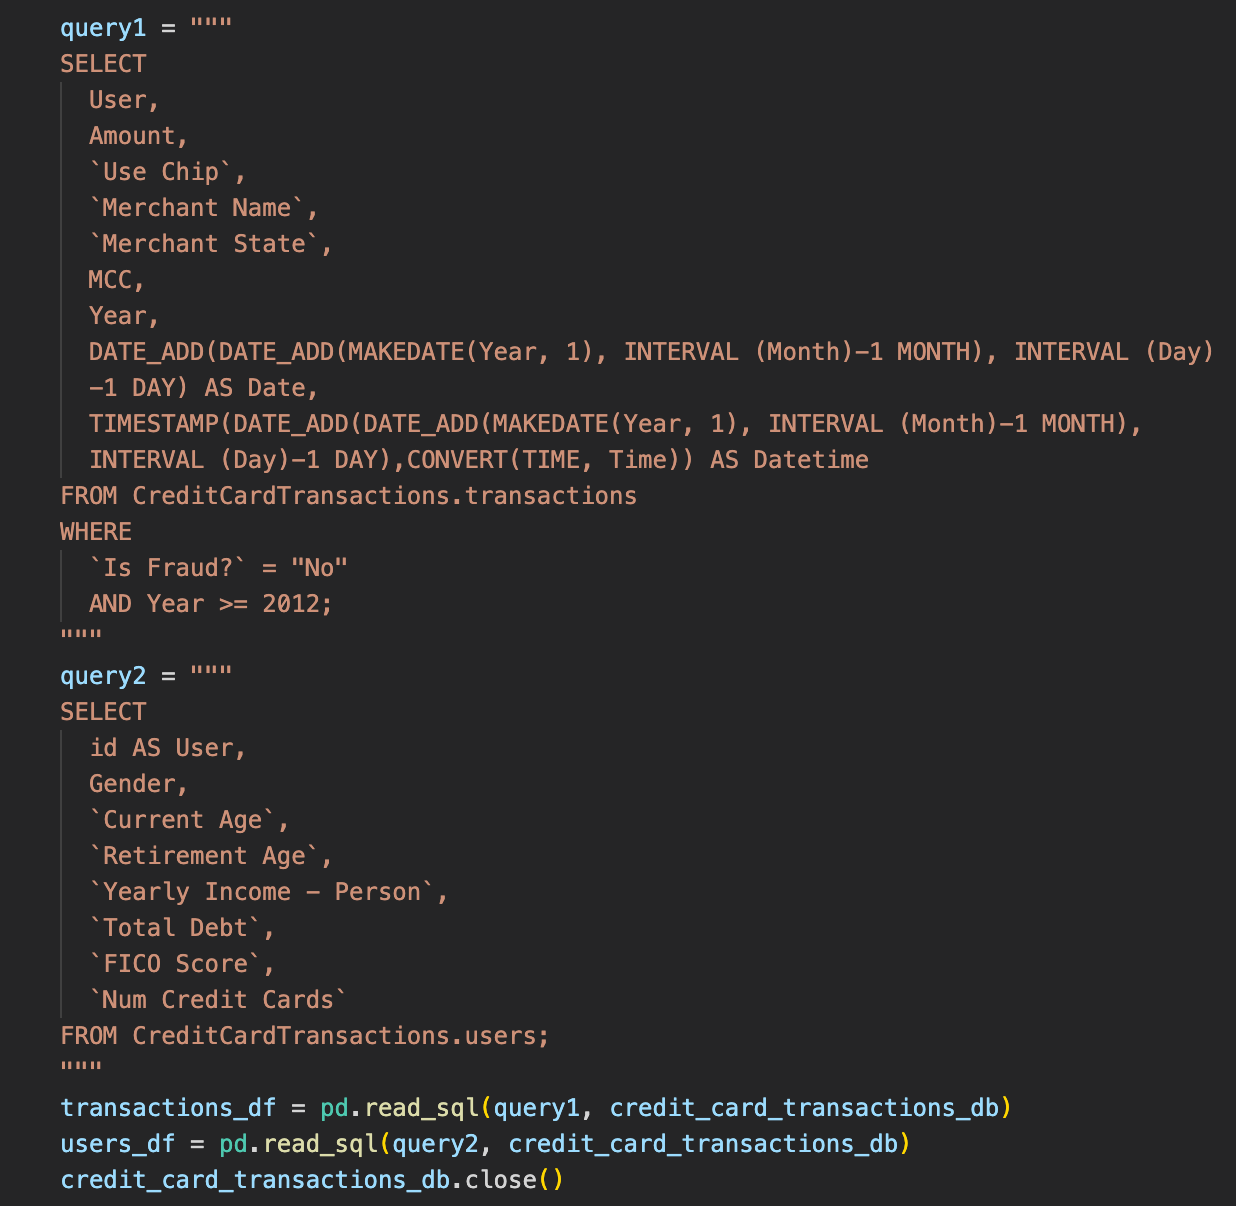 query1 = """
SELECT
User,
Amount,
`Use Chip`,
`Merchant Name`,
`Merchant State`,
MCC,
Year,
DATE_ADD(DATE_ADD(MAKEDATE(Year, 1), INTERVAL (Month)-1 MONTH), INTERVAL (Day)
-1 DAY) AS Date,
TIMESTAMP(DATE_ADD(DATE_ADD(MAKEDATE(Year, 1), INTERVAL (Month)-1 MONTH),
INTERVAL (Day)-1 DAY),CONVERT(TIME, Time)) AS Datetime
FROM CreditCardTransactions.transactions
WHERE
`Is Fraud?` = "No"
AND Year >= 2012;
"""
query2 = """
SELECT
id AS User,
Gender,
`Current Age`,
`Retirement Age`,
`Yearly Income - Person`,
`Total Debt`,
`FICO Score`,
`Num Credit Cards`
FROM CreditCardTransactions.users;
"""
transactions_df = pd.read_sql(query1, credit_card_transactions_db)
users_df = pd.read_sql(query2, credit_card_transactions_db)
credit_card_transactions_db.close()